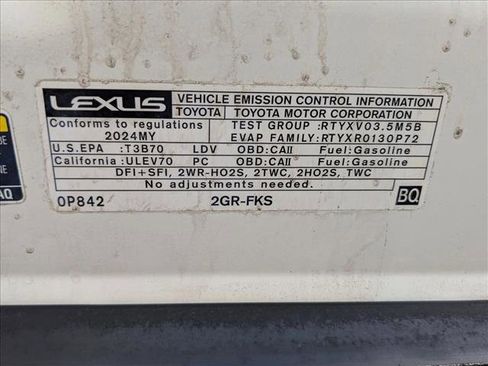 LEXUS VEHICLE EMISSION CONTROL INFORMATION
TOYOTA TOYOTA MOTOR CORPORATION
Conforms to regulations TEST GROUP :RTYXV03.5M5B
2024MY EVAP FAMILY:RTYXR0130P72
U.S.EPA :T3B70 LDV OBD:CAII Fuel:Gasoline
California:ULEV70 PC OBD:CAII Fuel:Gasoline
DFI+SFI, 2WR-HO2S, 2TWC, 2HO2S, TWC
No adjustments needed.
0P842 2GR-FKS BQ
AQ